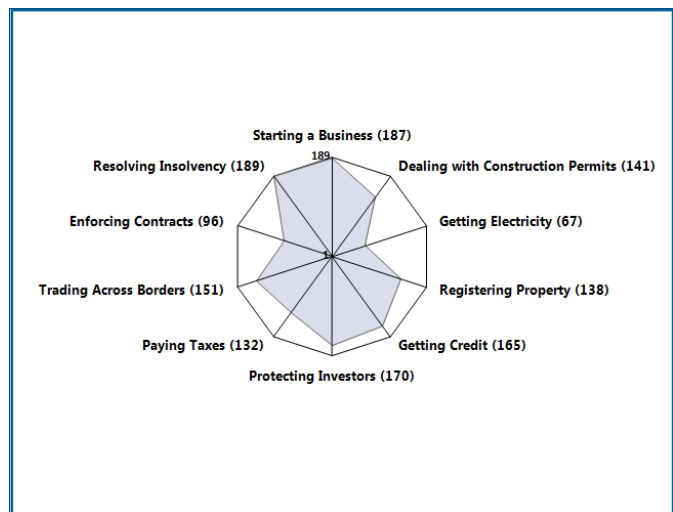 Starting a Business (187)
189
Resolving Insolvency (189)
Dealing with Construction Permits (141)
Enforcing Contracts (96)
Getting Electricity (67)
1
Trading Across Borders (151)
Registering Property (138)
Paying Taxes (132)
Getting Credit (165)
Protecting Investors (170)